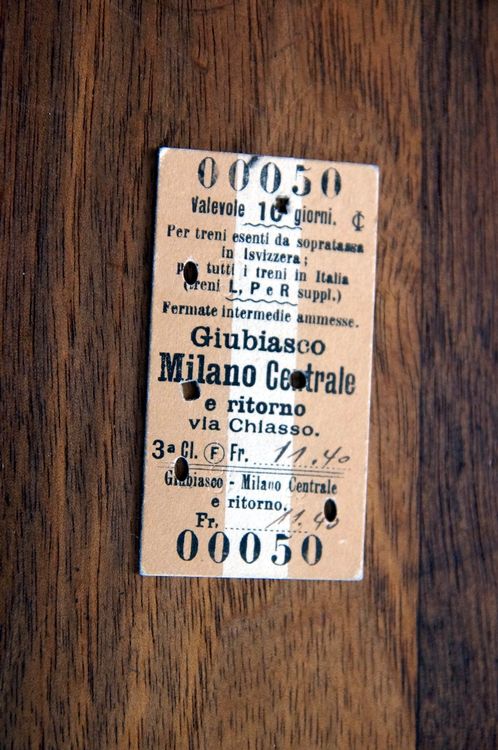 00050
Valevole 10 giorni. ₵
Per treni esenti da sopratassa
in Isvizzera;
per tutti i treni in Italia
(treni L, P e R suppl.)
Fermate intermedie ammesse.
Giubiasco
Milano Centrale
e ritorno
via Chiasso.
3ª Cl. Ⓕ Fr. 11.40
Giubiasco - Milano Centrale
e ritorno.
Fr. 11.40
00050